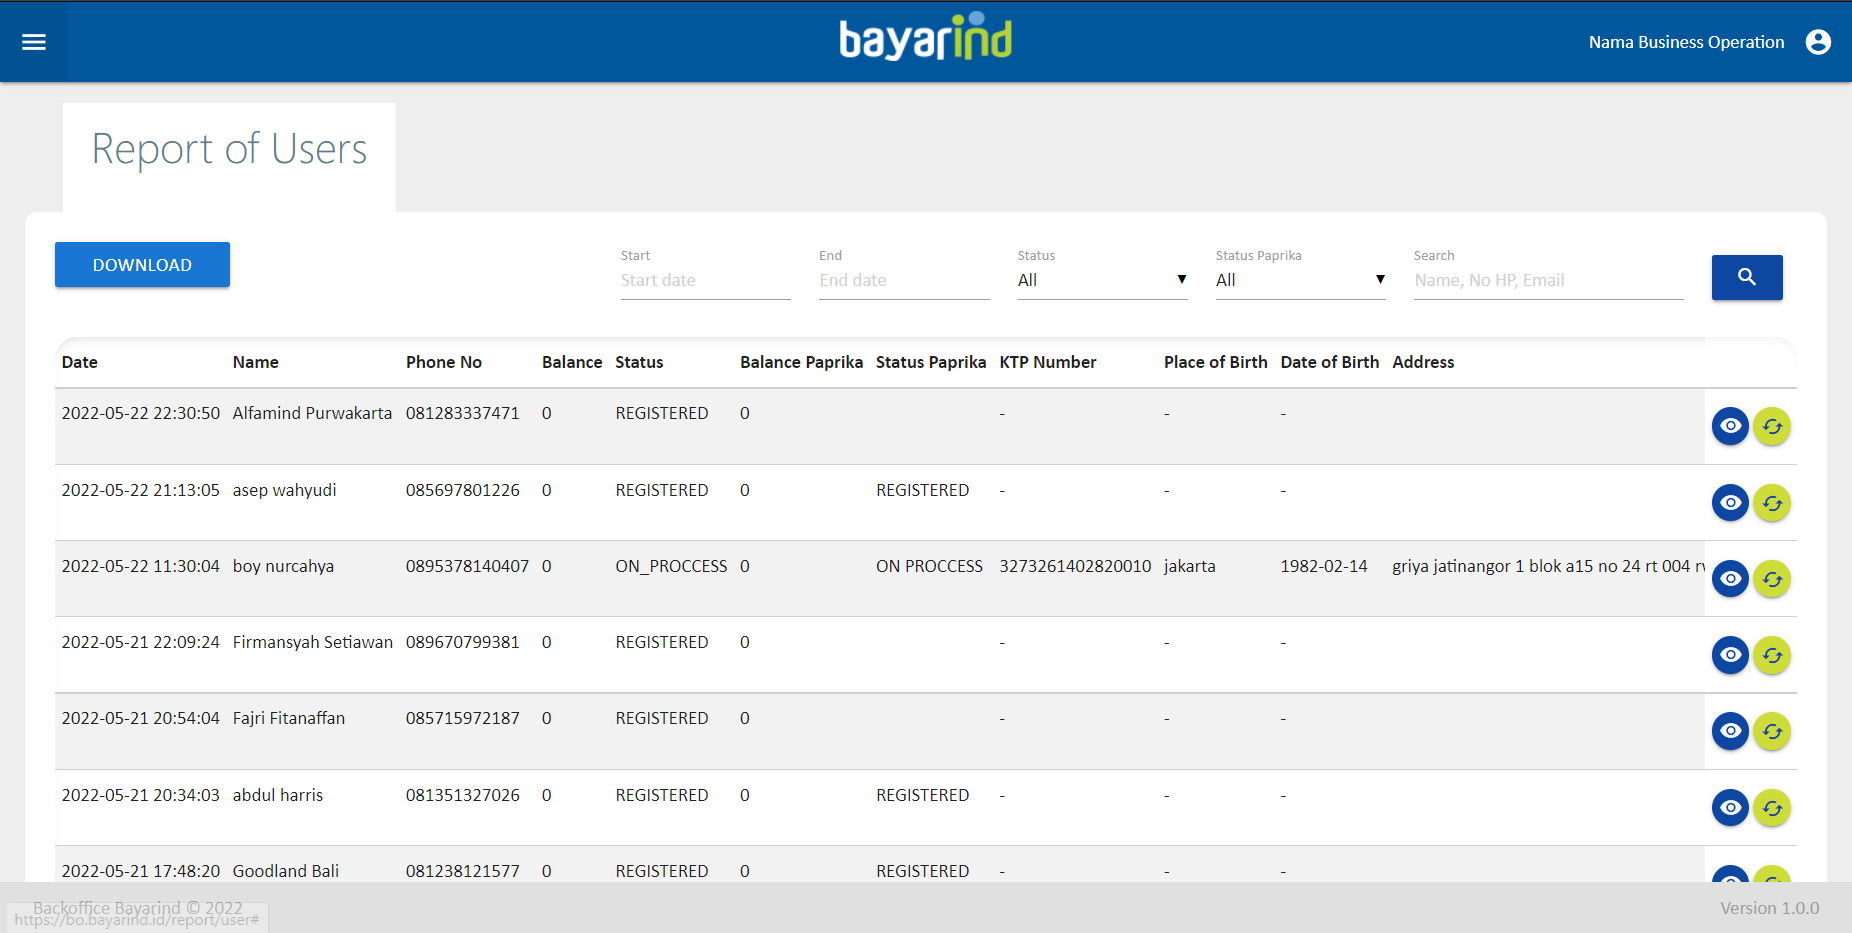 bayarind
Nama Business Operation
Report of Users
DOWNLOAD
Start
Start date
End
End date
Status
All
Status Paprika
All
Search
Name, No HP, Email
Date Name Phone No Balance Status Balance Paprika Status Paprika KTP Number Place of Birth Date of Birth Address
2022-05-22 22:30:50 Alfamind Purwakarta 081283337471 0 REGISTERED 0 - - -
2022-05-22 21:13:05 asep wahyudi 085697801226 0 REGISTERED 0 REGISTERED - - -
2022-05-22 11:30:04 boy nurcahya 0895378140407 0 ON_PROCCESS 0 ON PROCCESS 3273261402820010 jakarta 1982-02-14 griya jatinangor 1 blok a15 no 24 rt 004
2022-05-21 22:09:24 Firmansyah Setiawan 089670799381 0 REGISTERED 0 - - -
2022-05-21 20:54:04 Fajri Fitanaffan 085715972187 0 REGISTERED 0 - - -
2022-05-21 20:34:03 abdul harris 081351327026 0 REGISTERED 0 REGISTERED - - -
2022-05-21 17:48:20 Goodland Bali 081238121577 0 REGISTERED 0 REGISTERED - - -
Backoffice Bayarind © 2022
https://bo.bayarind.id/report/user#
Version 1.0.0